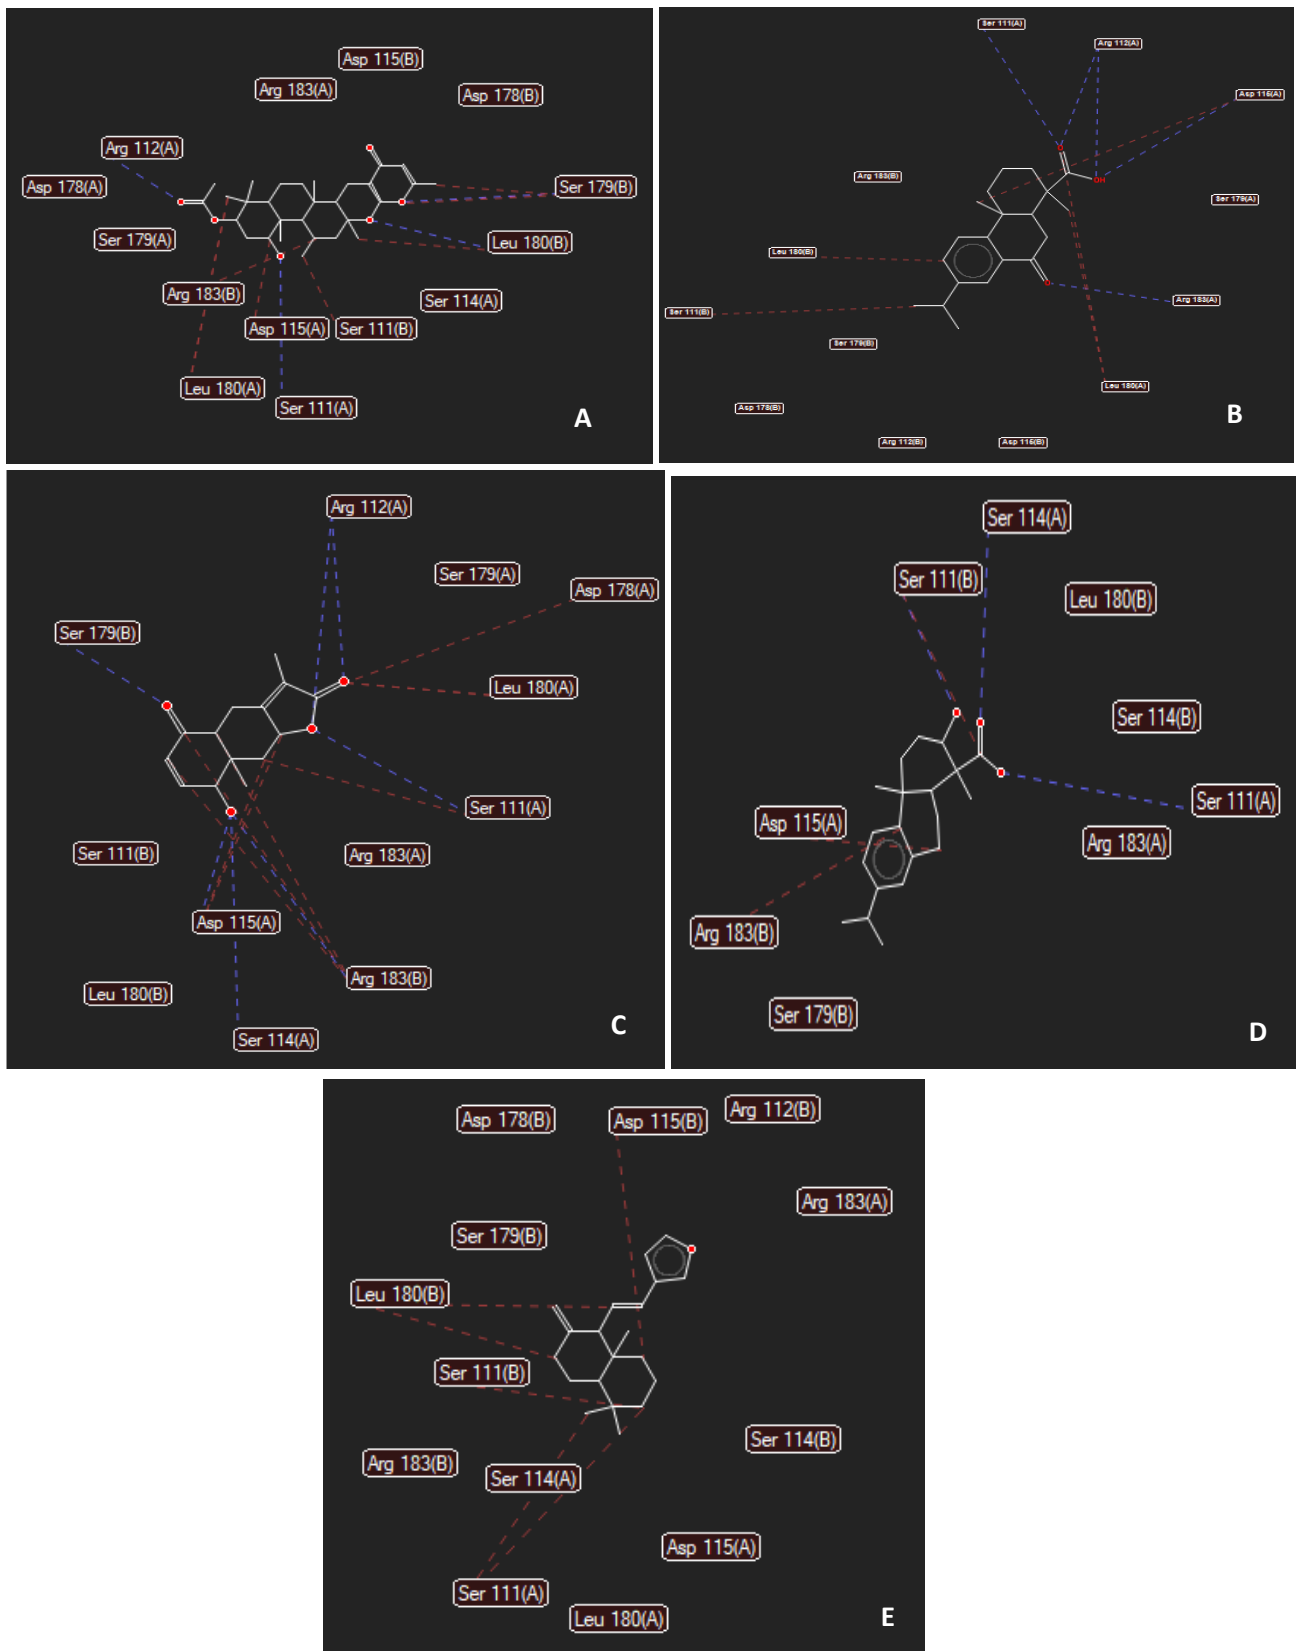 Asp 115(B)
Arg 183(A)
Asp 178(B)
Arg 112(A)
Asp 178(A)
Ser 179(B)
Ser 179(A)
Leu 180(B)
Arg 183(B)
Ser 114(A)
Asp 115(A)
Ser 111(B)
Leu 180(A)
Ser 111(A)
A
Ser 111(A)
Arg 112(A)
Asp 115(A)
Arg 183(B)
Ser 179(A)
OH
Leu 180(B)
Arg 183(A)
Ser 111(B)
Ser 179(B)
Leu 180(A)
Asp 178(B)
Arg 112(B)
Asp 115(B)
B
Arg 112(A)
Ser 179(A)
Asp 178(A)
Ser 179(B)
Leu 180(A)
Ser 111(A)
Ser 111(B)
Arg 183(A)
Asp 115(A)
Arg 183(B)
Leu 180(B)
Ser 114(A)
C
Ser 114(A)
Ser 111(B)
Leu 180(B)
Ser 114(B)
Ser 111(A)
Asp 115(A)
Arg 183(A)
Arg 183(B)
Ser 179(B)
D
Asp 178(B)
Asp 115(B)
Arg 112(B)
Arg 183(A)
Ser 179(B)
Leu 180(B)
Ser 111(B)
Ser 114(B)
Arg 183(B)
Ser 114(A)
Asp 115(A)
Ser 111(A)
Leu 180(A)
E